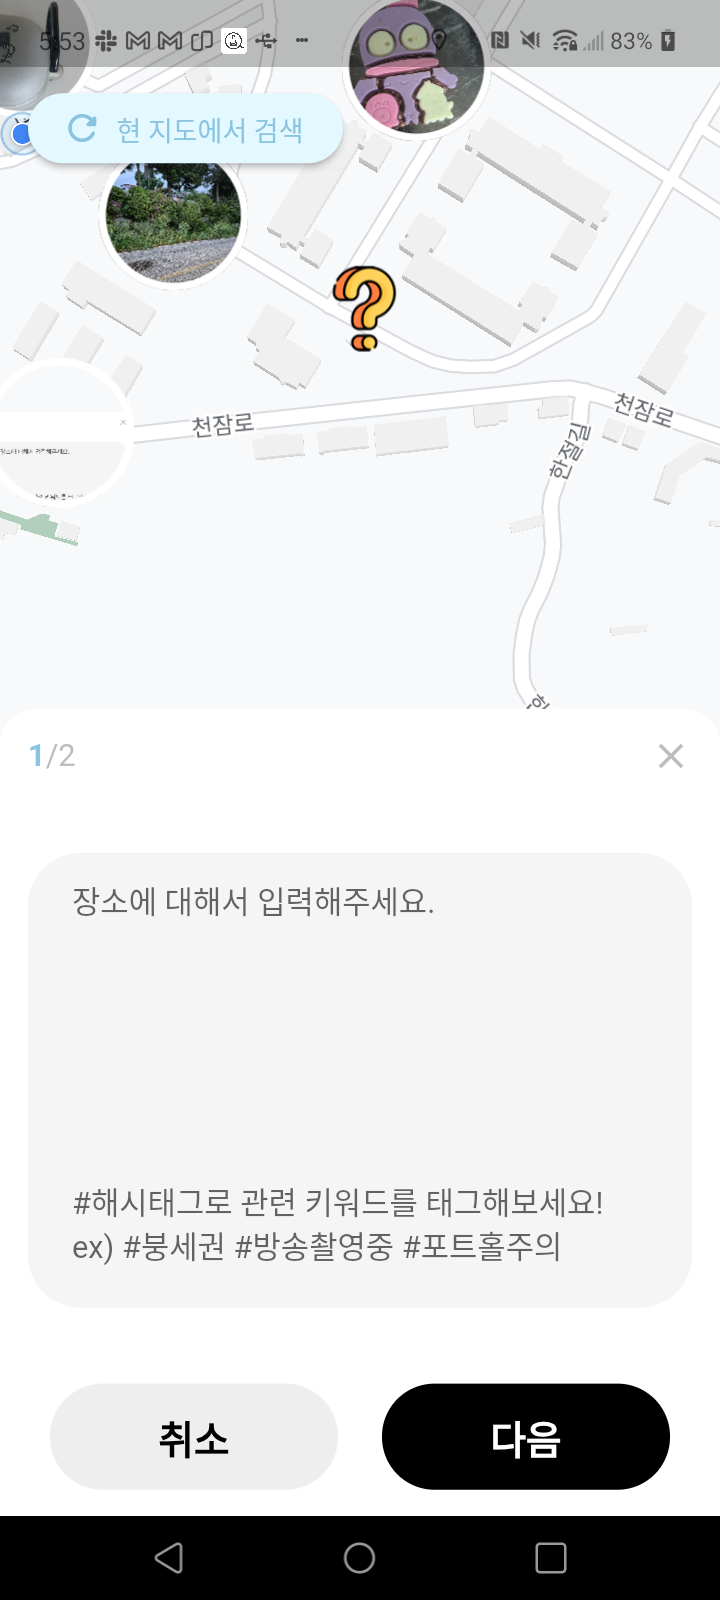 5:53
83%
현 지도에서 검색
천잠로
천잠로
한절길
1/2
장소에 대해서 입력해주세요.
#해시태그로 관련 키워드를 태그해보세요!
ex) #붕세권 #방송촬영중 #포트홀주의
취소
다음